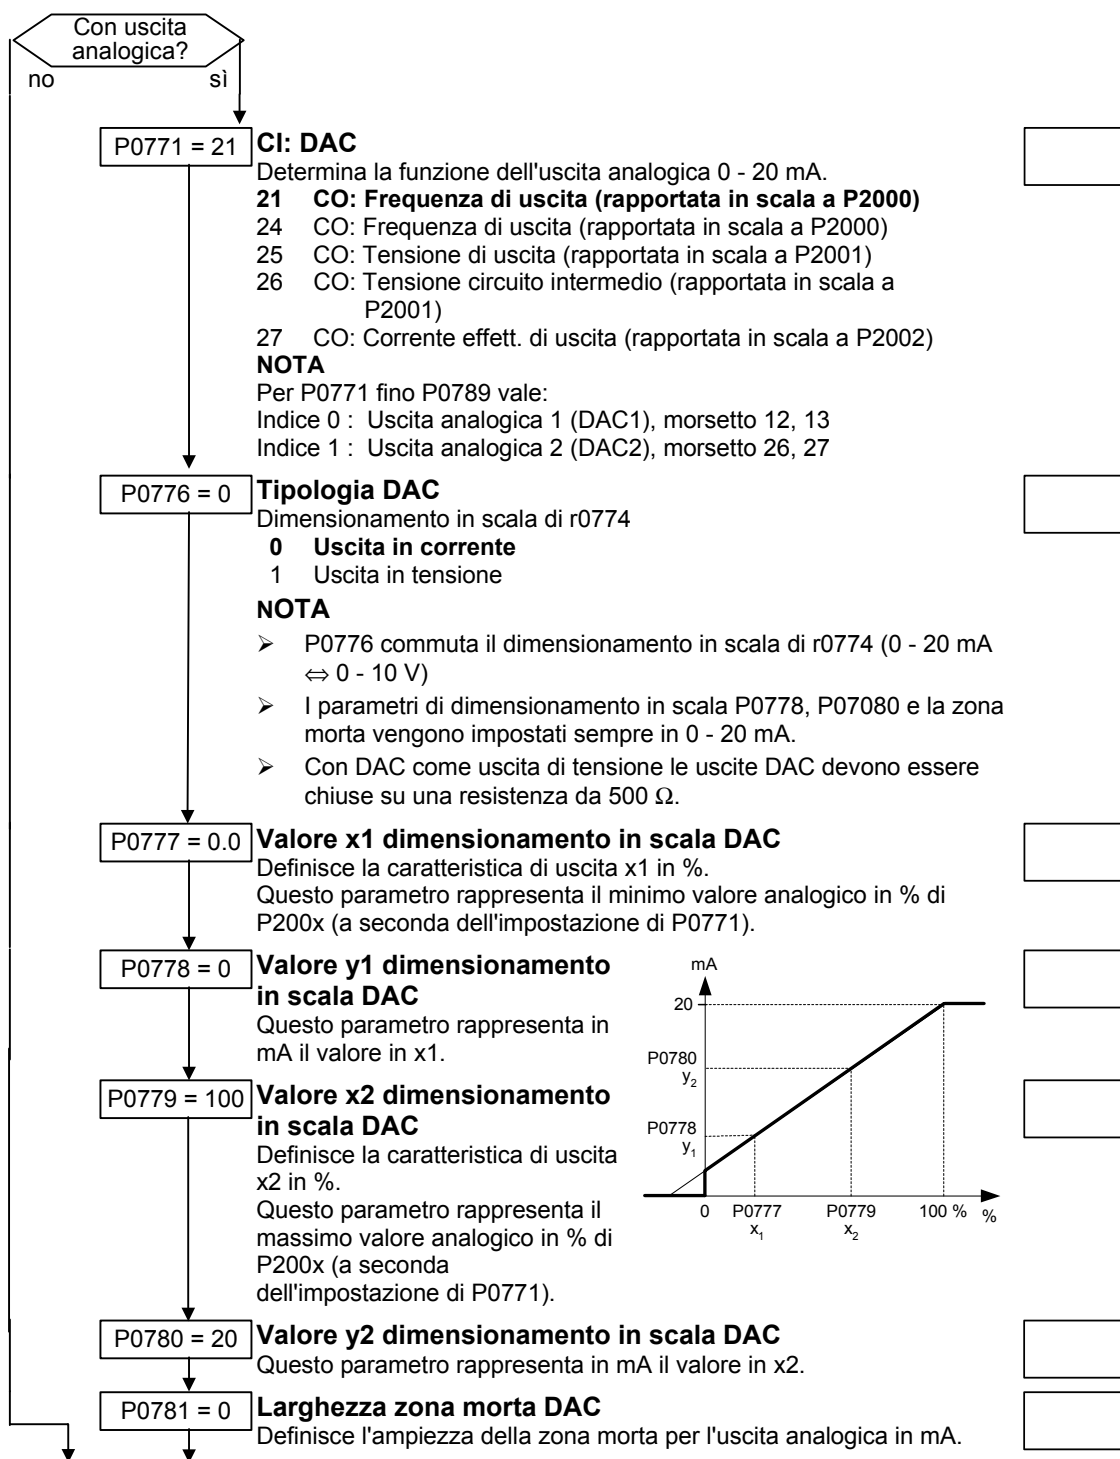 Con uscita
analogica?
no
sì
P0771 = 21
CI: DAC
Determina la funzione dell'uscita analogica 0 - 20 mA.
21 CO: Frequenza di uscita (rapportata in scala a P2000)
24 CO: Frequenza di uscita (rapportata in scala a P2000)
25 CO: Tensione di uscita (rapportata in scala a P2001)
26 CO: Tensione circuito intermedio (rapportata in scala a
P2001)
27 CO: Corrente effett. di uscita (rapportata in scala a P2002)
NOTA
Per P0771 fino P0789 vale:
Indice 0 : Uscita analogica 1 (DAC1), morsetto 12, 13
Indice 1 : Uscita analogica 2 (DAC2), morsetto 26, 27
P0776 = 0
Tipologia DAC
Dimensionamento in scala di r0774
0 Uscita in corrente
1 Uscita in tensione
NOTA
➢ P0776 commuta il dimensionamento in scala di r0774 (0 - 20 mA
⇔ 0 - 10 V)
➢ I parametri di dimensionamento in scala P0778, P07080 e la zona
morta vengono impostati sempre in 0 - 20 mA.
➢ Con DAC come uscita di tensione le uscite DAC devono essere
chiuse su una resistenza da 500 Ω.
P0777 = 0.0
Valore x1 dimensionamento in scala DAC
Definisce la caratteristica di uscita x1 in %.
Questo parametro rappresenta il minimo valore analogico in % di
P200x (a seconda dell'impostazione di P0771).
P0778 = 0
Valore y1 dimensionamento
in scala DAC
Questo parametro rappresenta in
mA il valore in x1.
P0779 = 100
Valore x2 dimensionamento
in scala DAC
Definisce la caratteristica di uscita
x2 in %.
Questo parametro rappresenta il
massimo valore analogico in % di
P200x (a seconda
dell'impostazione di P0771).
mA
20
P0780
y2
P0778
y1
0
P0777
x1
P0779
x2
100 %
%
P0780 = 20
Valore y2 dimensionamento in scala DAC
Questo parametro rappresenta in mA il valore in x2.
P0781 = 0
Larghezza zona morta DAC
Definisce l'ampiezza della zona morta per l'uscita analogica in mA.